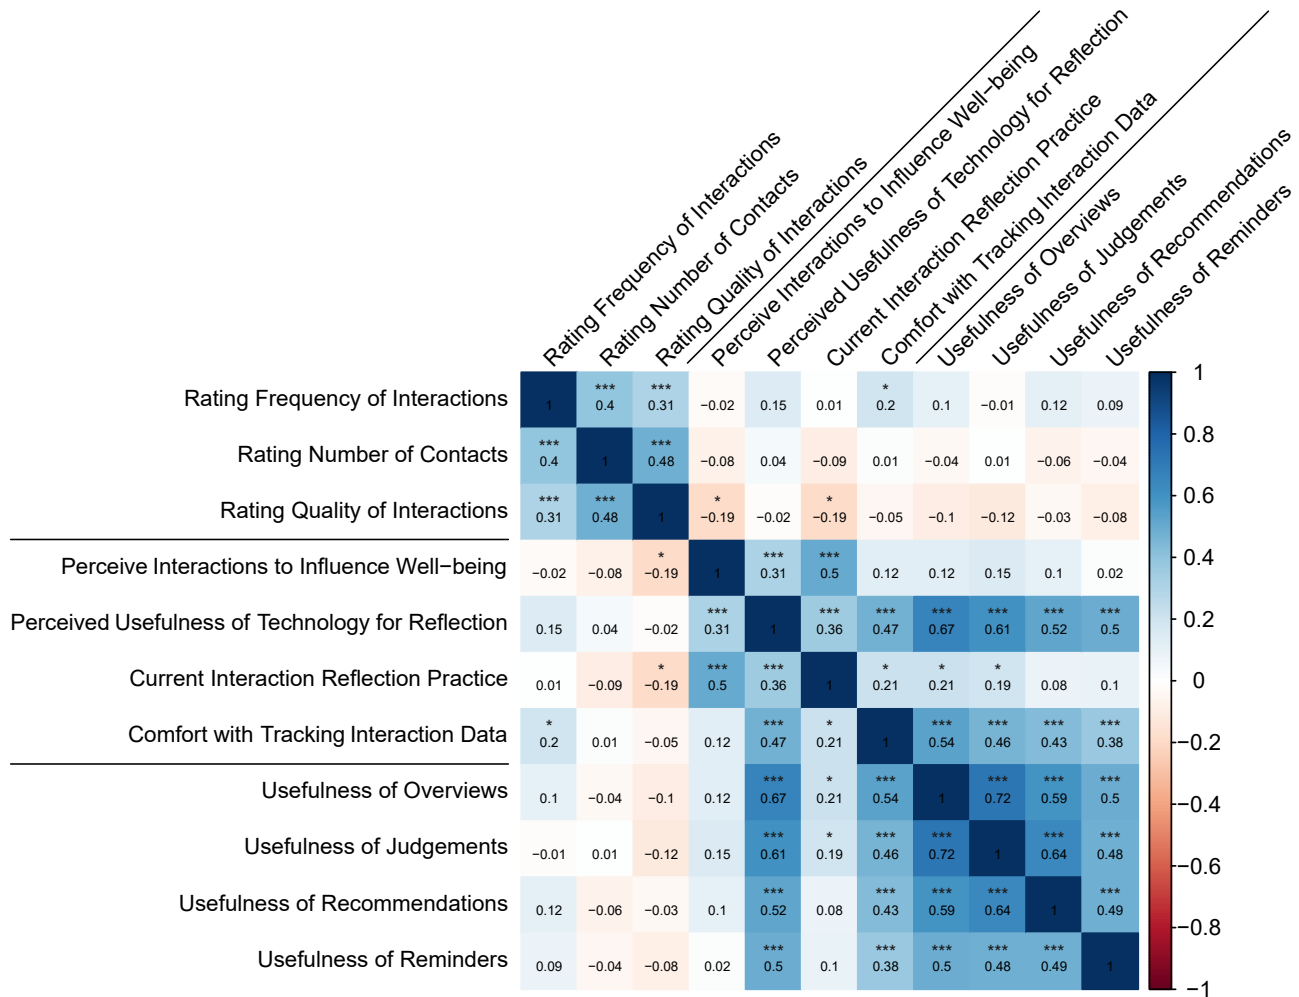 Rating Frequency of Interactions
Rating Number of Contacts
Rating Quality of Interactions
Perceive Interactions to Influence Well−being
Perceived Usefulness of Technology for Reflection
Current Interaction Reflection Practice
Comfort with Tracking Interaction Data
Usefulness of Overviews
Usefulness of Judgements
Usefulness of Recommendations
Usefulness of Reminders
*** *** *
Rating Frequency of Interactions 1 0.4 0.31 −0.02 0.15 0.01 0.2 0.1 −0.01 0.12 0.09
*** ***
Rating Number of Contacts 0.4 1 0.48 −0.08 0.04 −0.09 0.01 −0.04 0.01 −0.06 −0.04
*** *** * *
Rating Quality of Interactions 0.31 0.48 1 −0.19 −0.02 −0.19 −0.05 −0.1 −0.12 −0.03 −0.08
* *** ***
Perceive Interactions to Influence Well−being −0.02 −0.08 −0.19 1 0.31 0.5 0.12 0.12 0.15 0.1 0.02
*** *** *** *** *** *** ***
Perceived Usefulness of Technology for Reflection 0.15 0.04 −0.02 0.31 1 0.36 0.47 0.67 0.61 0.52 0.5
* *** *** * * *
Current Interaction Reflection Practice 0.01 −0.09 −0.19 0.5 0.36 1 0.21 0.21 0.19 0.08 0.1
* *** * *** *** *** ***
Comfort with Tracking Interaction Data 0.2 0.01 −0.05 0.12 0.47 0.21 1 0.54 0.46 0.43 0.38
*** * *** *** *** ***
Usefulness of Overviews 0.1 −0.04 −0.1 0.12 0.67 0.21 0.54 1 0.72 0.59 0.5
*** * *** *** *** ***
Usefulness of Judgements −0.01 0.01 −0.12 0.15 0.61 0.19 0.46 0.72 1 0.64 0.48
*** *** *** *** ***
Usefulness of Recommendations 0.12 −0.06 −0.03 0.1 0.52 0.08 0.43 0.59 0.64 1 0.49
*** *** *** *** ***
Usefulness of Reminders 0.09 −0.04 −0.08 0.02 0.5 0.1 0.38 0.5 0.48 0.49 1
1
0.8
0.6
0.4
0.2
0
−0.2
−0.4
−0.6
−0.8
−1